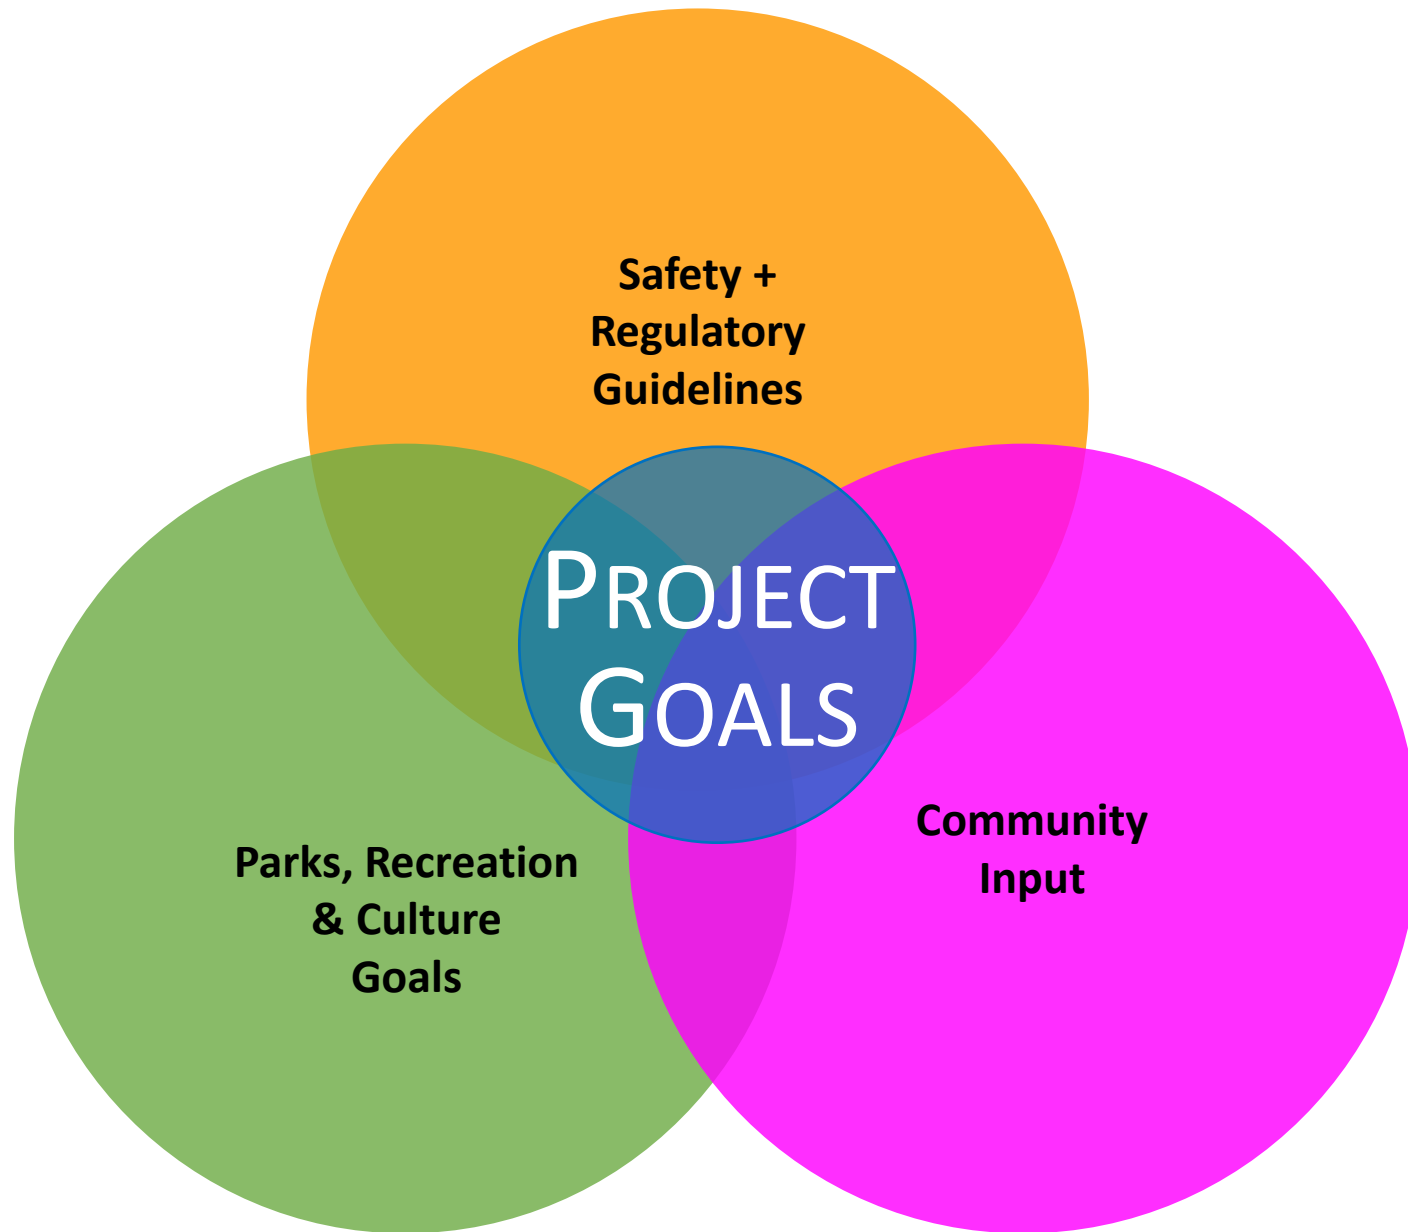 Safety +
Regulatory
Guidelines
PROJECT
GOALS
Community
Input
Parks, Recreation
& Culture
Goals